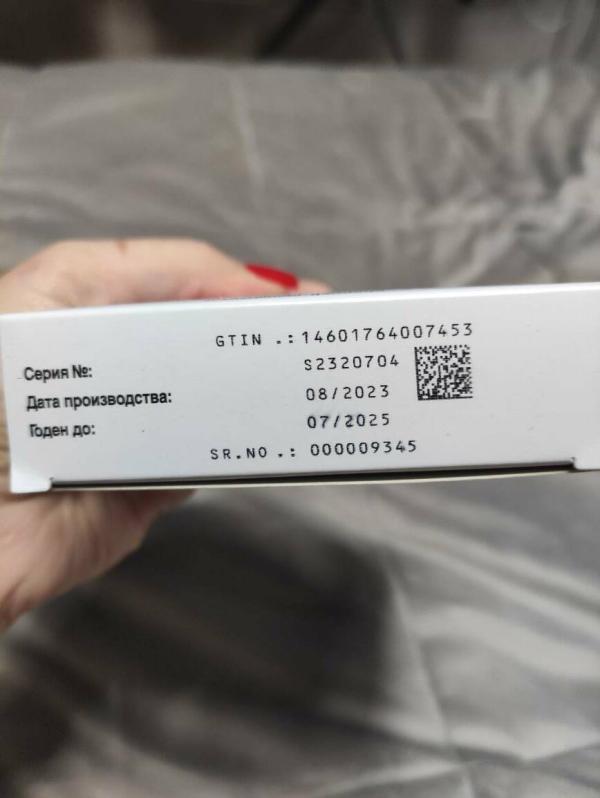 GTIN .: 14601764007453
Серия №: S2320704
Дата производства: 08/2023
Годен до: 07/2025
SR.NO .: 000009345